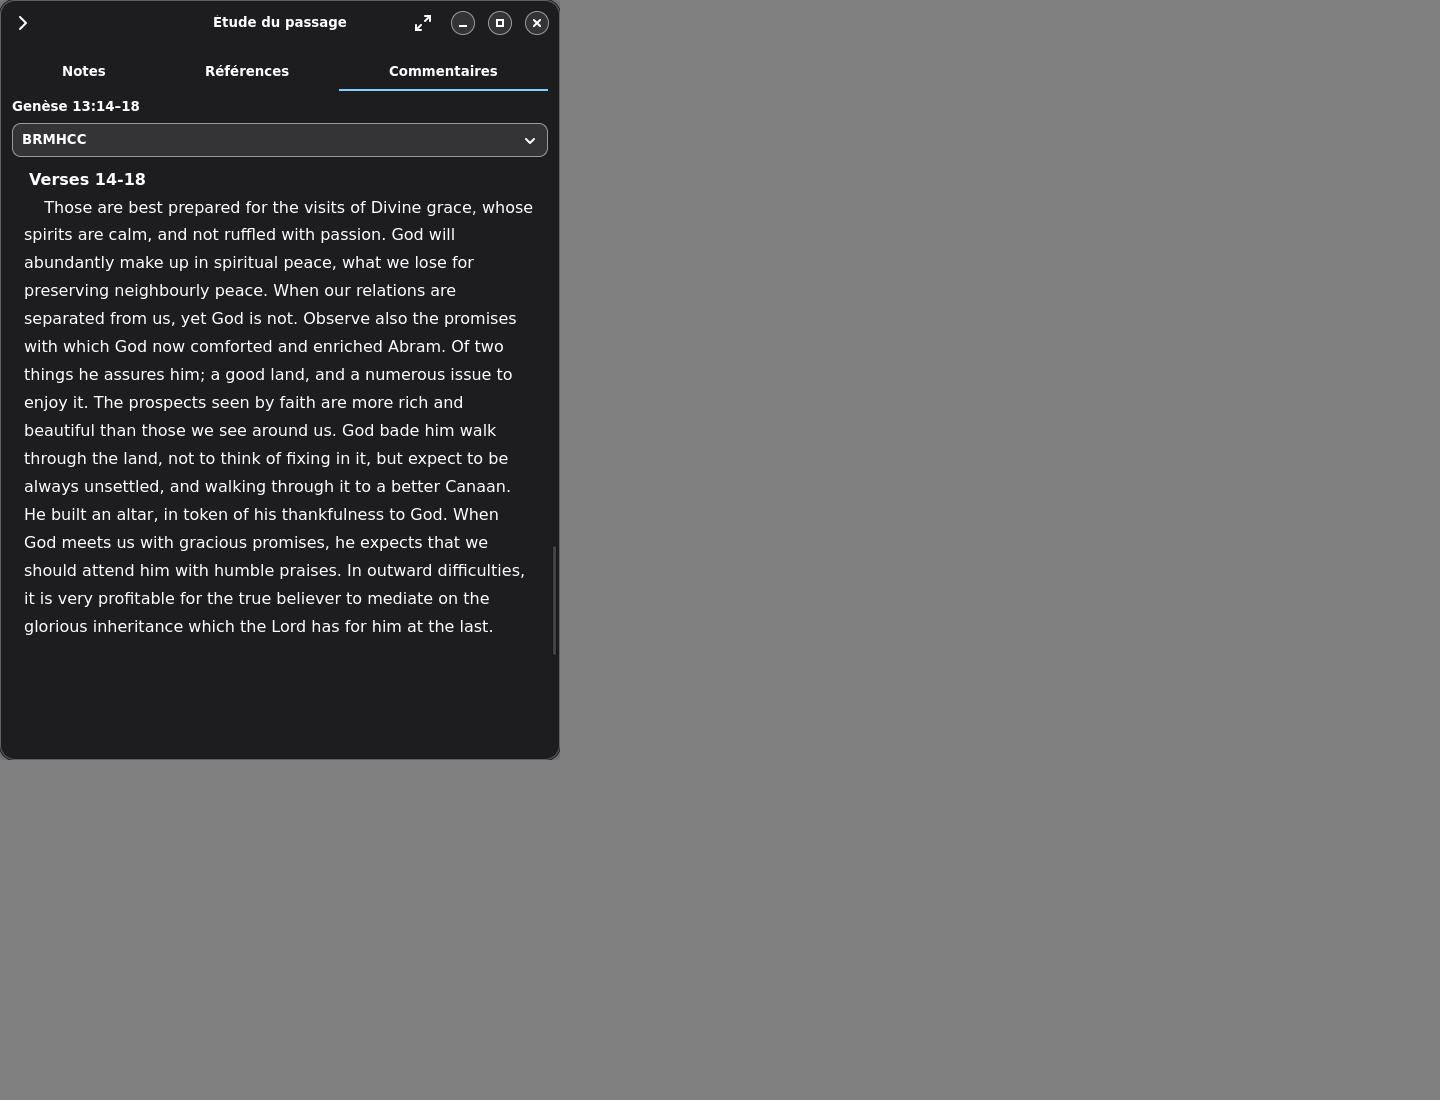 Etude du passage
Notes
Références
Commentaires
Genèse 13:14–18
BRMHCC
Verses 14-18
Those are best prepared for the visits of Divine grace, whose
spirits are calm, and not ruffled with passion. God will
abundantly make up in spiritual peace, what we lose for
preserving neighbourly peace. When our relations are
separated from us, yet God is not. Observe also the promises
with which God now comforted and enriched Abram. Of two
things he assures him; a good land, and a numerous issue to
enjoy it. The prospects seen by faith are more rich and
beautiful than those we see around us. God bade him walk
through the land, not to think of fixing in it, but expect to be
always unsettled, and walking through it to a better Canaan.
He built an altar, in token of his thankfulness to God. When
God meets us with gracious promises, he expects that we
should attend him with humble praises. In outward difficulties,
it is very profitable for the true believer to mediate on the
glorious inheritance which the Lord has for him at the last.